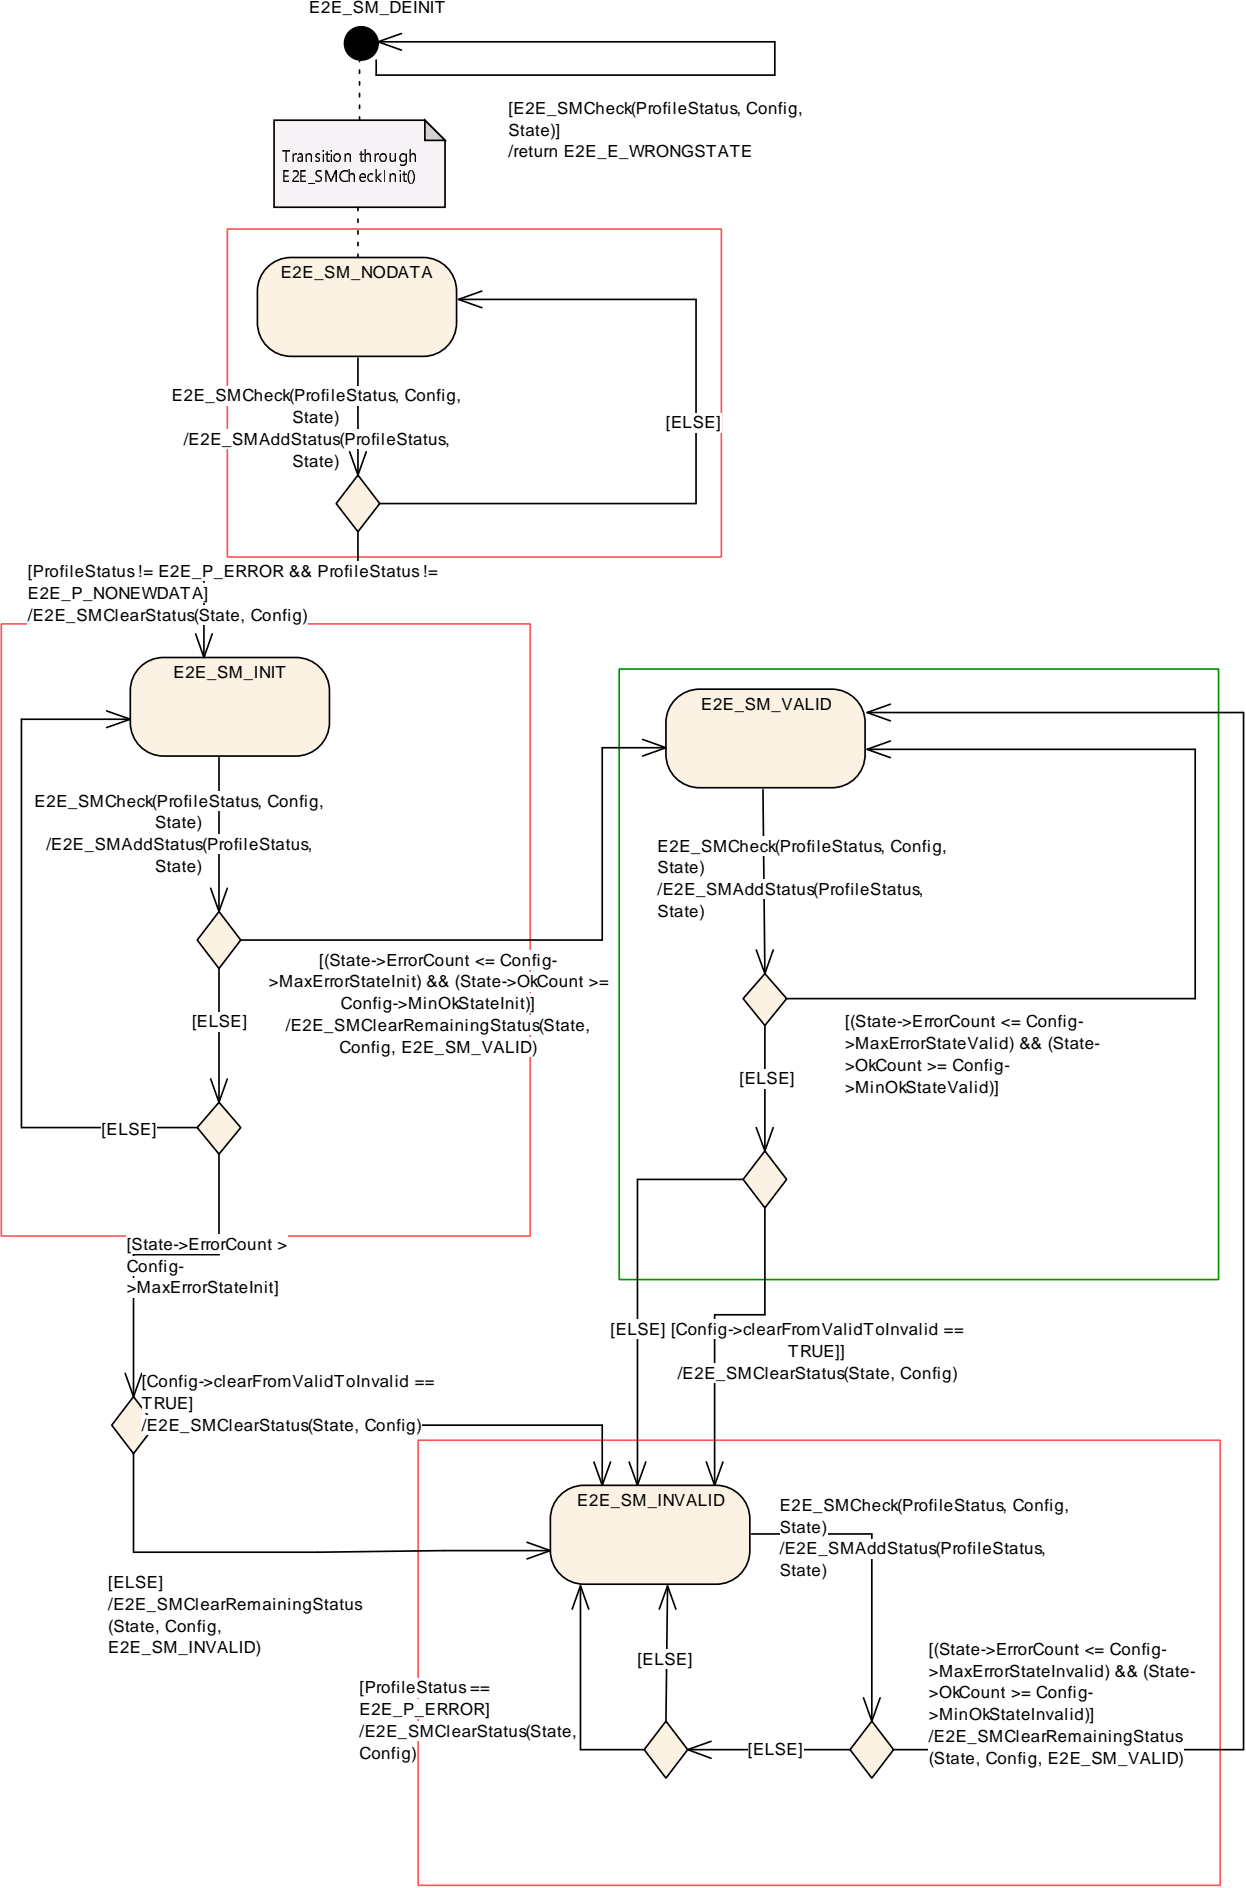 E2E_SM_DEINIT
[E2E_SMCheck(ProfileStatus, Config,
State)]
/return E2E_E_WRONGSTATE
Transition through
E2E_SMCheckInit()
E2E_SM_NODATA
E2E_SMCheck(ProfileStatus, Config,
State)
/E2E_SMAddStatus(ProfileStatus,
State)
[ELSE]
[ProfileStatus != E2E_P_ERROR && ProfileStatus !=
E2E_P_NONEWDATA]
/E2E_SMClearStatus(State, Config)
E2E_SM_INIT
E2E_SMCheck(ProfileStatus, Config,
State)
/E2E_SMAddStatus(ProfileStatus,
State)
[(State->ErrorCount <= Config-
>MaxErrorStateInit) && (State->OkCount >=
Config->MinOkStateInit)]
/E2E_SMClearRemainingStatus(State,
Config, E2E_SM_VALID)
[ELSE]
[ELSE]
[State->ErrorCount >
Config-
>MaxErrorStateInit]
E2E_SM_VALID
E2E_SMCheck(ProfileStatus, Config,
State)
/E2E_SMAddStatus(ProfileStatus,
State)
[(State->ErrorCount <= Config-
>MaxErrorStateValid) && (State-
>OkCount >= Config-
>MinOkStateValid)]
[ELSE]
[ELSE]
[Config->clearFromValidToInvalid ==
TRUE]]
/E2E_SMClearStatus(State, Config)
[Config->clearFromValidToInvalid ==
TRUE]
/E2E_SMClearStatus(State, Config)
[ELSE]
/E2E_SMClearRemainingStatus
(State, Config,
E2E_SM_INVALID)
E2E_SM_INVALID
E2E_SMCheck(ProfileStatus, Config,
State)
/E2E_SMAddStatus(ProfileStatus,
State)
[ELSE]
[ProfileStatus ==
E2E_P_ERROR]
/E2E_SMClearStatus(State,
Config)
[ELSE]
[(State->ErrorCount <= Config-
>MaxErrorStateInvalid) && (State-
>OkCount >= Config-
>MinOkStateInvalid)]
/E2E_SMClearRemainingStatus
(State, Config, E2E_SM_VALID)